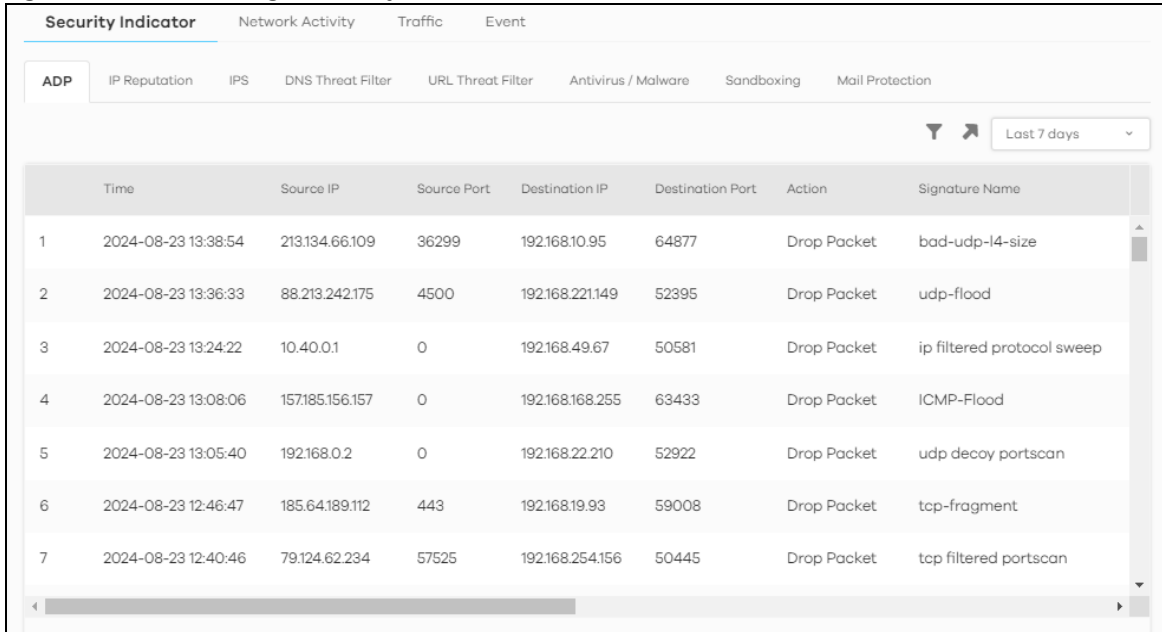 Security Indicator Network Activity Traffic Event
ADP IP Reputation IPS DNS Threat Filter URL Threat Filter Antivirus / Malware Sandboxing Mail Protection
Last 7 days
Time Source IP Source Port Destination IP Destination Port Action Signature Name
1 2024-08-23 13:38:54 213.134.66.109 36299 192.168.10.95 64877 Drop Packet bad-udp-l4-size
2 2024-08-23 13:36:33 88.213.242.175 4500 192.168.221.149 52395 Drop Packet udp-flood
3 2024-08-23 13:24:22 10.40.0.1 0 192.168.49.67 50581 Drop Packet ip filtered protocol sweep
4 2024-08-23 13:08:06 157.185.156.157 0 192.168.168.255 63433 Drop Packet ICMP-Flood
5 2024-08-23 13:05:40 192.168.0.2 0 192.168.22.210 52922 Drop Packet udp decoy portscan
6 2024-08-23 12:46:47 185.64.189.112 443 192.168.19.93 59008 Drop Packet tcp-fragment
7 2024-08-23 12:40:46 79.124.62.234 57525 192.168.254.156 50445 Drop Packet tcp filtered portscan